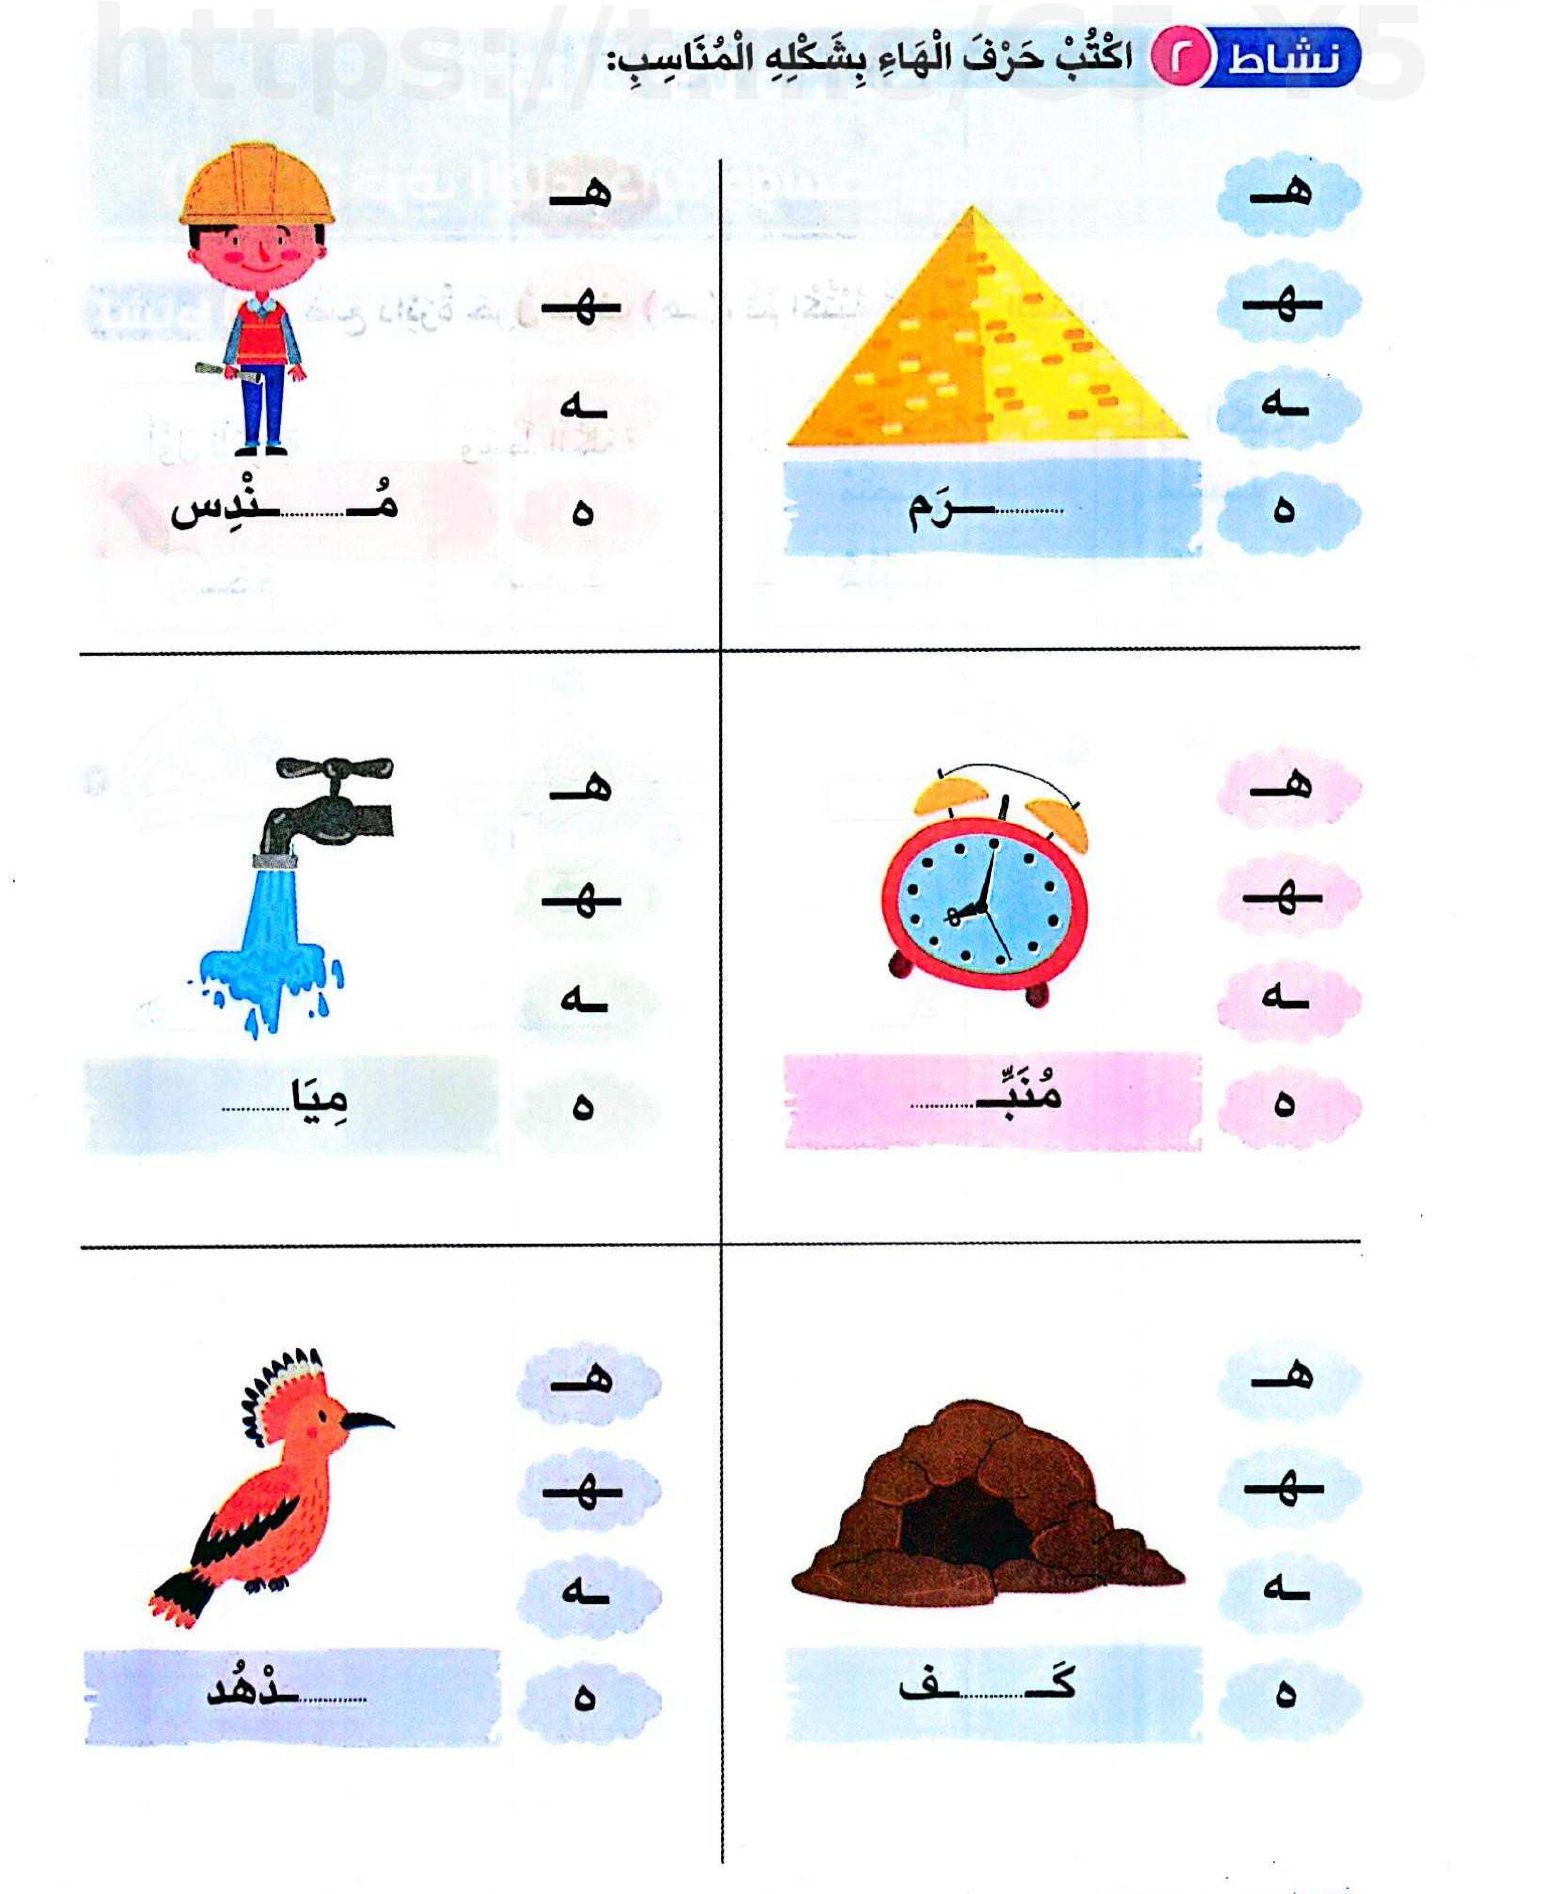 نشاط ٢ اكْتُبْ حَرْفَ الْهَاءِ بِشَكْلِهِ الْمُنَاسِبِ:
هـ
ـهـ
ـه
ه
..........ـرَم
هـ
ـهـ
ـه
ه
مُـ..........ـنْدِس
هـ
ـهـ
ـه
ه
مُنَبِّـ..........
هـ
ـهـ
ـه
ه
مِيَا..........
هـ
ـهـ
ـه
ه
كَـ..........ـف
هـ
ـهـ
ـه
ه
..........ـدْهُد